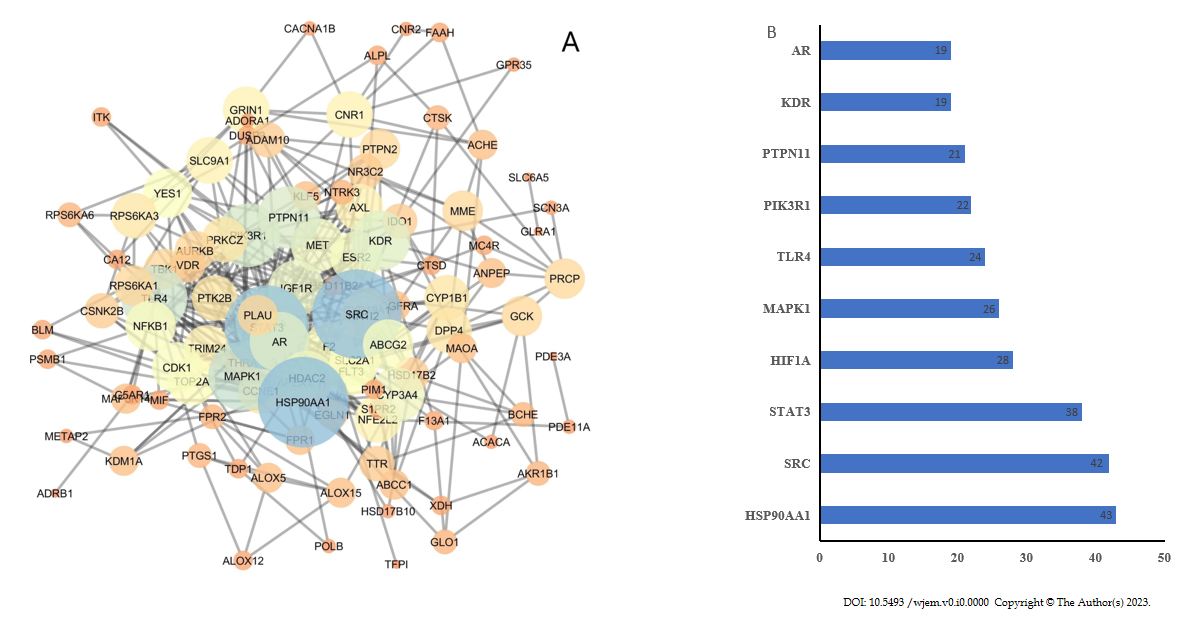 A
CACNA1B
CNR2
FAAH
ALPL
GPR35
ITK
GRIN1
ADORA1
CNR1
CTSK
ADAM10
ACHE
PTPN2
SLC9A1
NR3C2
SLC6A5
YES1
KLF5
NTRK3
RPS6KA6
RPS6KA3
PTPN11
AXL
IDO1
MME
SCN3A
GLRA1
PRKCZ
MET
KDR
MC4R
AURKB
CA12
VDR
ESR2
CTSD
ANPEP
PRCP
RPS6KA1
IGF1R
TLR4
PTK2B
CYP1B1
CSNK2B
PLAU
SRC
GCK
NFKB1
STAT3
BLM
DPP4
AR
ABCG2
TRIM24
MAOA
PSMB1
PDE3A
CDK1
TOP2A
MAPK1
HDAC2
FLT3
HSD17B2
PIM1
CYP3A4
C5AR1
MIF
HSP90AA1
EGLN1
NFE2L2
F13A1
BCHE
FPR2
PDE11A
METAP2
FPR1
ACACA
KDM1A
PTGS1
TDP1
ALOX5
TTR
AKR1B1
ABCC1
ADRB1
ALOX15
XDH
HSD17B10
GLO1
POLB
ALOX12
TFPI
B
AR 19
KDR 19
PTPN11 21
PIK3R1 22
TLR4 24
MAPK1 26
HIF1A 28
STAT3 38
SRC 42
HSP90AA1 43
0 10 20 30 40 50
DOI: 10.5493 /wjem.v0.i0.0000 Copyright © The Author(s) 2023.